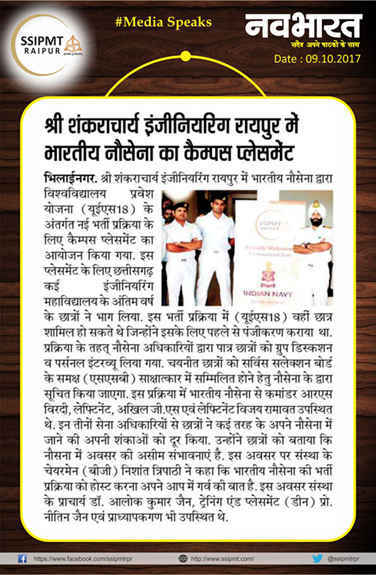 SSIPMT
RAIPUR
#Media Speaks
नवभारत
सदैव अपने पाठकों के साथ
Date : 09.10.2017
श्री शंकराचार्य इंजीनियरिंग रायपुर में
भारतीय नौसेना का कैम्पस प्लेसमेंट
भिलाईनगर. श्री शंकराचार्य इंजीनियरिंग रायपुर में भारतीय नौसेना द्वारा
विश्वविद्यालय प्रवेश
योजना (यूईएस18) के
अंतर्गत नई भर्ती प्रक्रिया के
लिए कैम्पस प्लेसमेंट का
आयोजन किया गया. इस
प्लेसमेंट के लिए छत्तीसगढ़
कई इंजीनियरिंग
महाविद्यालय के अंतिम वर्ष
के छात्रों ने भाग लिया. इस भर्ती प्रक्रिया में (यूईएस18) वहीं छात्र
शामिल हो सकते थे जिन्होंने इसके लिए पहले से पंजीकरण कराया था.
प्रक्रिया के तहत् नौसेना अधिकारियों द्वारा पात्र छात्रों को ग्रुप डिस्कशन
व पर्सनल इंटरव्यू लिया गया. चयनीत छात्रों को सर्विस सलेक्शन बोर्ड
के समक्ष (एसएसबी) साक्षात्कार में सम्मिलित होने हेतु नौसेना के द्वारा
सूचित किया जाएगा. इस प्रक्रिया में भारतीय नौसेना से कमांडर आरएस
विरदी, लेफ्टिनेंट, अखिल जी.एस एवं लेफ्टिनेंट विजय रामावत उपस्थित
थे. इन तीनों सेना अधिकारियों से छात्रों ने कई तरह के अपने नौसेना में
जाने की अपनी शंकाओं को दूर किया. उन्होंने छात्रों को बताया कि
नौसना में अवसर की असीम संभावनाएं है. इस अवसर पर संस्था के
चेयरमेन (बीजी) निशांत त्रिपाठी ने कहा कि भारतीय नौसेना की भर्ती
प्रक्रिया को होस्ट करना अपने आप में गर्व की बात है. इस अवसर संस्था
के प्राचार्य डॉ. आलोक कुमार जैन, ट्रेनिंग एंड प्लेसमेंट (डीन) प्रो.
नीतिन जैन एवं प्राध्यापकगण भी उपस्थित थे.
SSIPMT
INDIAN NAVY
https://www.facebook.com/ssipmtrpr
http://www.ssipmt.com/
@ssipmtrpr